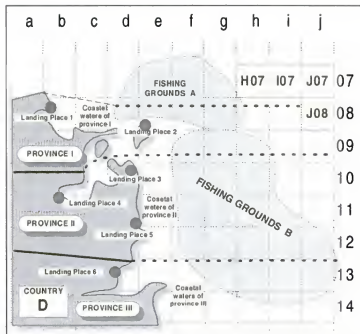 a b c d e f g h i j
FISHING
GROUNDS A
H07 I07 J07 07
Coastal
waters of
province I
Landing Place 1
Landing Place 2
J08 08
09
PROVINCE I
Landing Place 3
10
Landing Place 4
Coastal
waters of
province II
FISHING GROUNDS B
11
PROVINCE II
Landing Place 5
12
Landing Place 6
13
COUNTRY
D
PROVINCE III
Coastal
waters of
province III
14